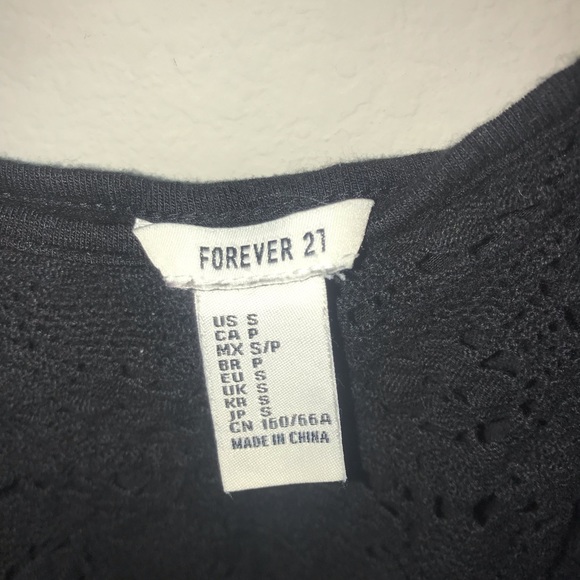 FOREVER 21
US S
CA P
MX S/P
BR P
EU S
UK S
KR S
JP S
CN 160/66A
MADE IN CHINA